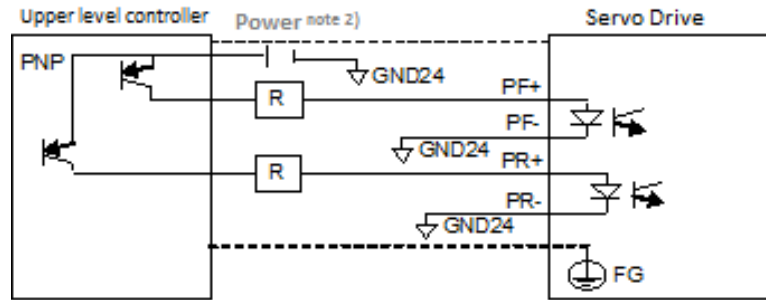 Upper level controller
Power note 2)
Servo Drive
PNP
GND24
R
PF+
PF-
GND24
R
PR+
PR-
GND24
FG